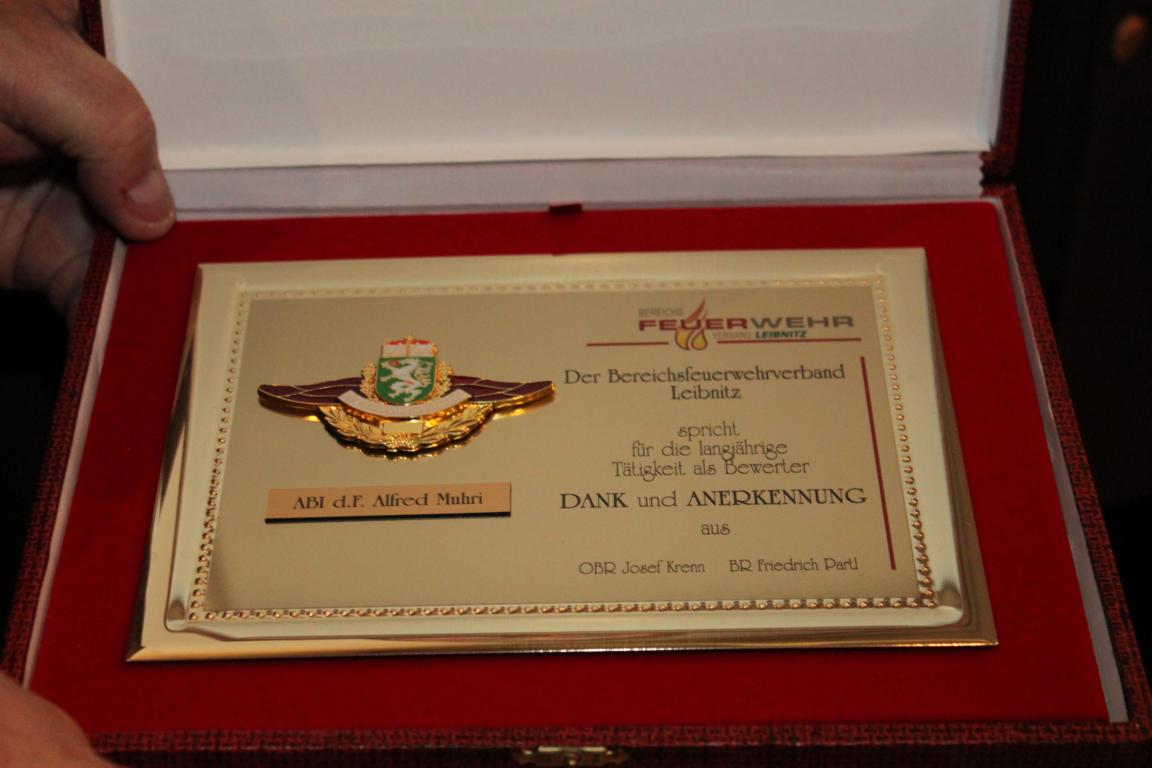 BEREICHS
FEUERWEHR
VERBAND LEIBNITZ
Der Bereichsfeuerwehrverband
Leibnitz
spricht
für die langjährige
Tätigkeit als Bewerter
DANK und ANERKENNUNG
aus
OBR Josef Krenn BR Friedrich Partl
ABI d.F. Alfred Muhri